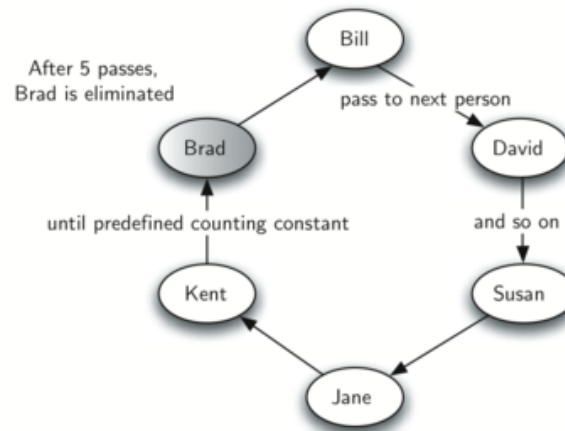 Bill
After 5 passes,
Brad is eliminated
pass to next person
Brad
David
until predefined counting constant
and so on
Kent
Susan
Jane